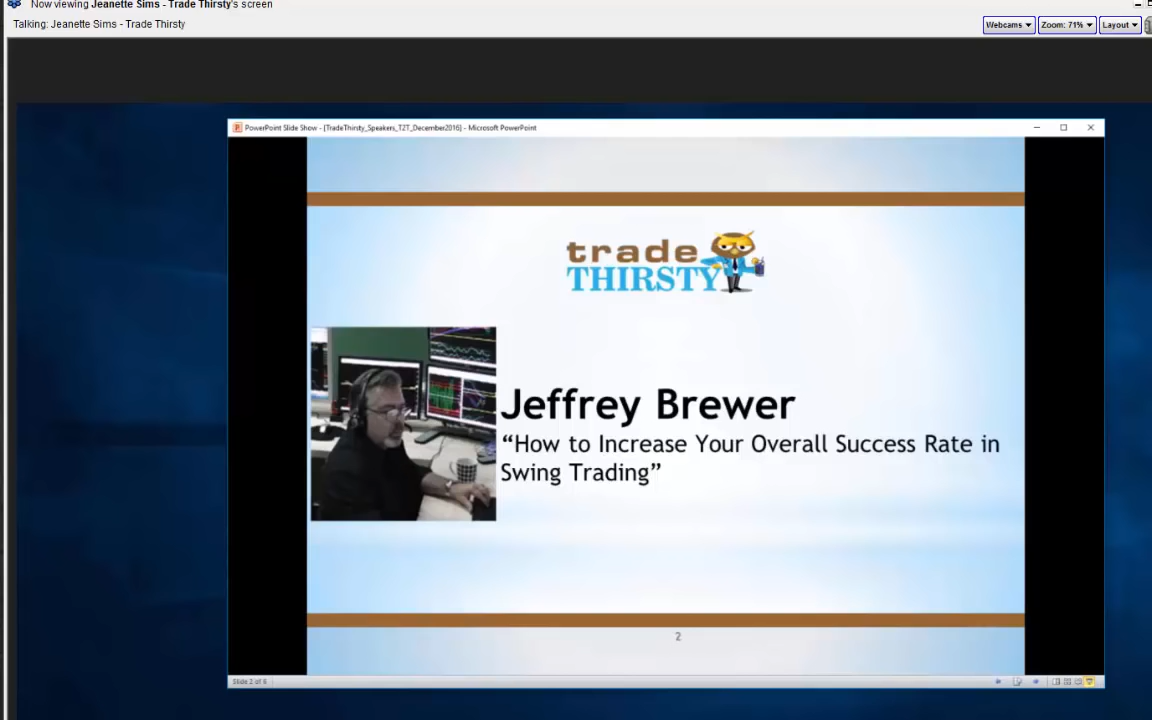 Now viewing Jeanette Sims - Trade Thirsty's screen
Talking: Jeanette Sims - Trade Thirsty
Webcams
Zoom: 71%
Layout
PowerPoint Slide Show - [TradeThirsty_Speakers_T2T_December2016] - Microsoft PowerPoint
trade
THIRSTY
Jeffrey Brewer
“How to Increase Your Overall Success Rate in
Swing Trading”
2
Slide 2 of 6